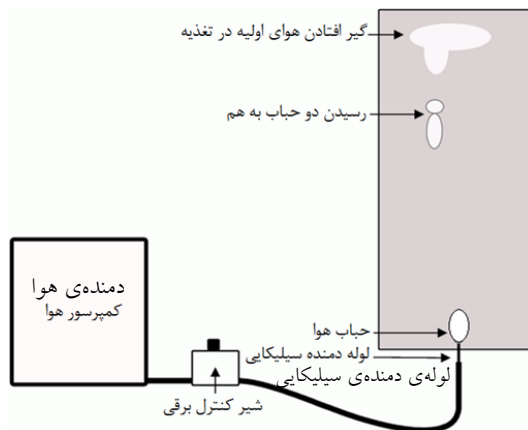 گیر افتادن هوای اولیه در تغذیه
رسیدن دو حباب به هم
دمنده‌ی هوا
کمپرسور هوا
حباب هوا
لوله دمنده سیلیکایی
لوله‌ی دمنده‌ی سیلیکایی
شیر کنترل برقی